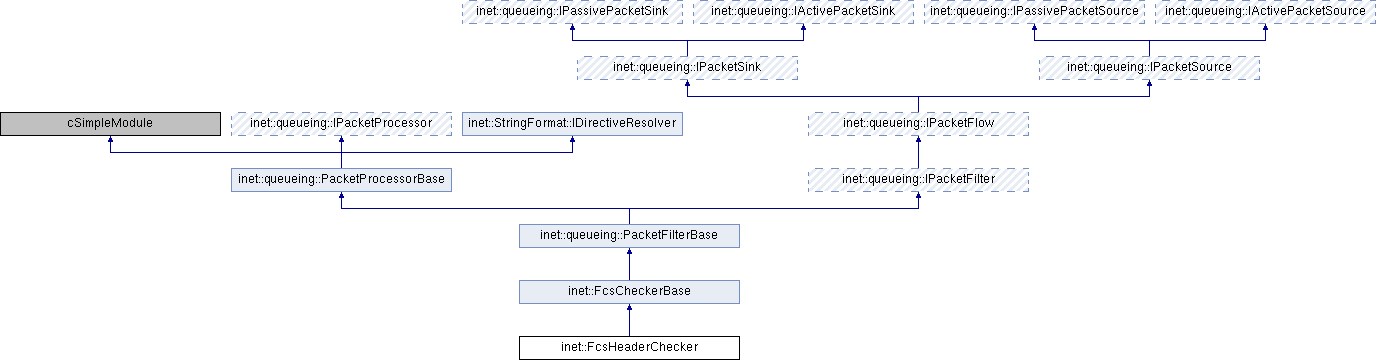 inet::queueing::IPassivePacketSink
inet::queueing::IActivePacketSink
inet::queueing::IPassivePacketSource
inet::queueing::IActivePacketSource
inet::queueing::IPacketSink
inet::queueing::IPacketSource
cSimpleModule
inet::queueing::IPacketProcessor
inet::StringFormat::IDirectiveResolver
inet::queueing::IPacketFlow
inet::queueing::PacketProcessorBase
inet::queueing::IPacketFilter
inet::queueing::PacketFilterBase
inet::FcsCheckerBase
inet::FcsHeaderChecker